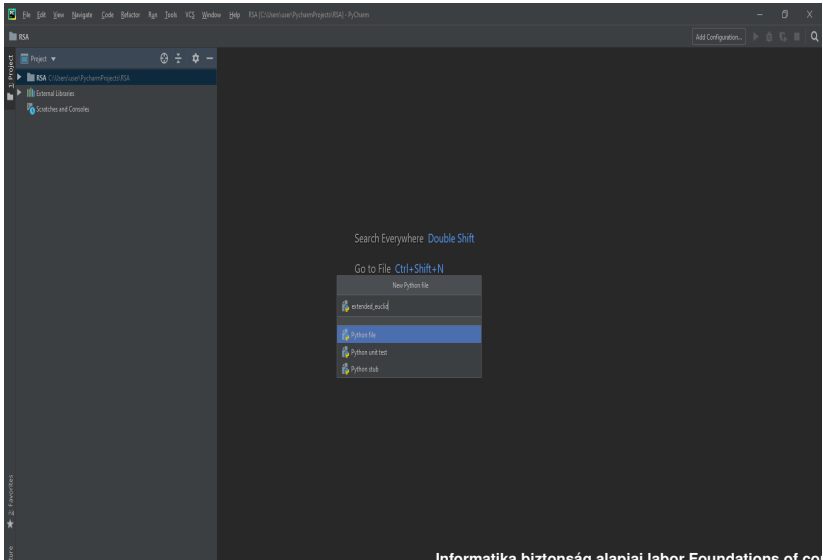 File Edit View Navigate Code Refactor Run Tools VCS Window Help RSA [C:\Users\user\PycharmProjects\RSA] - PyCharm
RSA
Add Configuration...
1: Project
Project
RSA C:\Users\user\PycharmProjects\RSA
External Libraries
Scratches and Consoles
Search Everywhere Double Shift
Go to File Ctrl+Shift+N
New Python file
extended_euclid
Python file
Python unit test
Python stub
2: Favorites
Informatika biztonság alapjai labor Foundations of